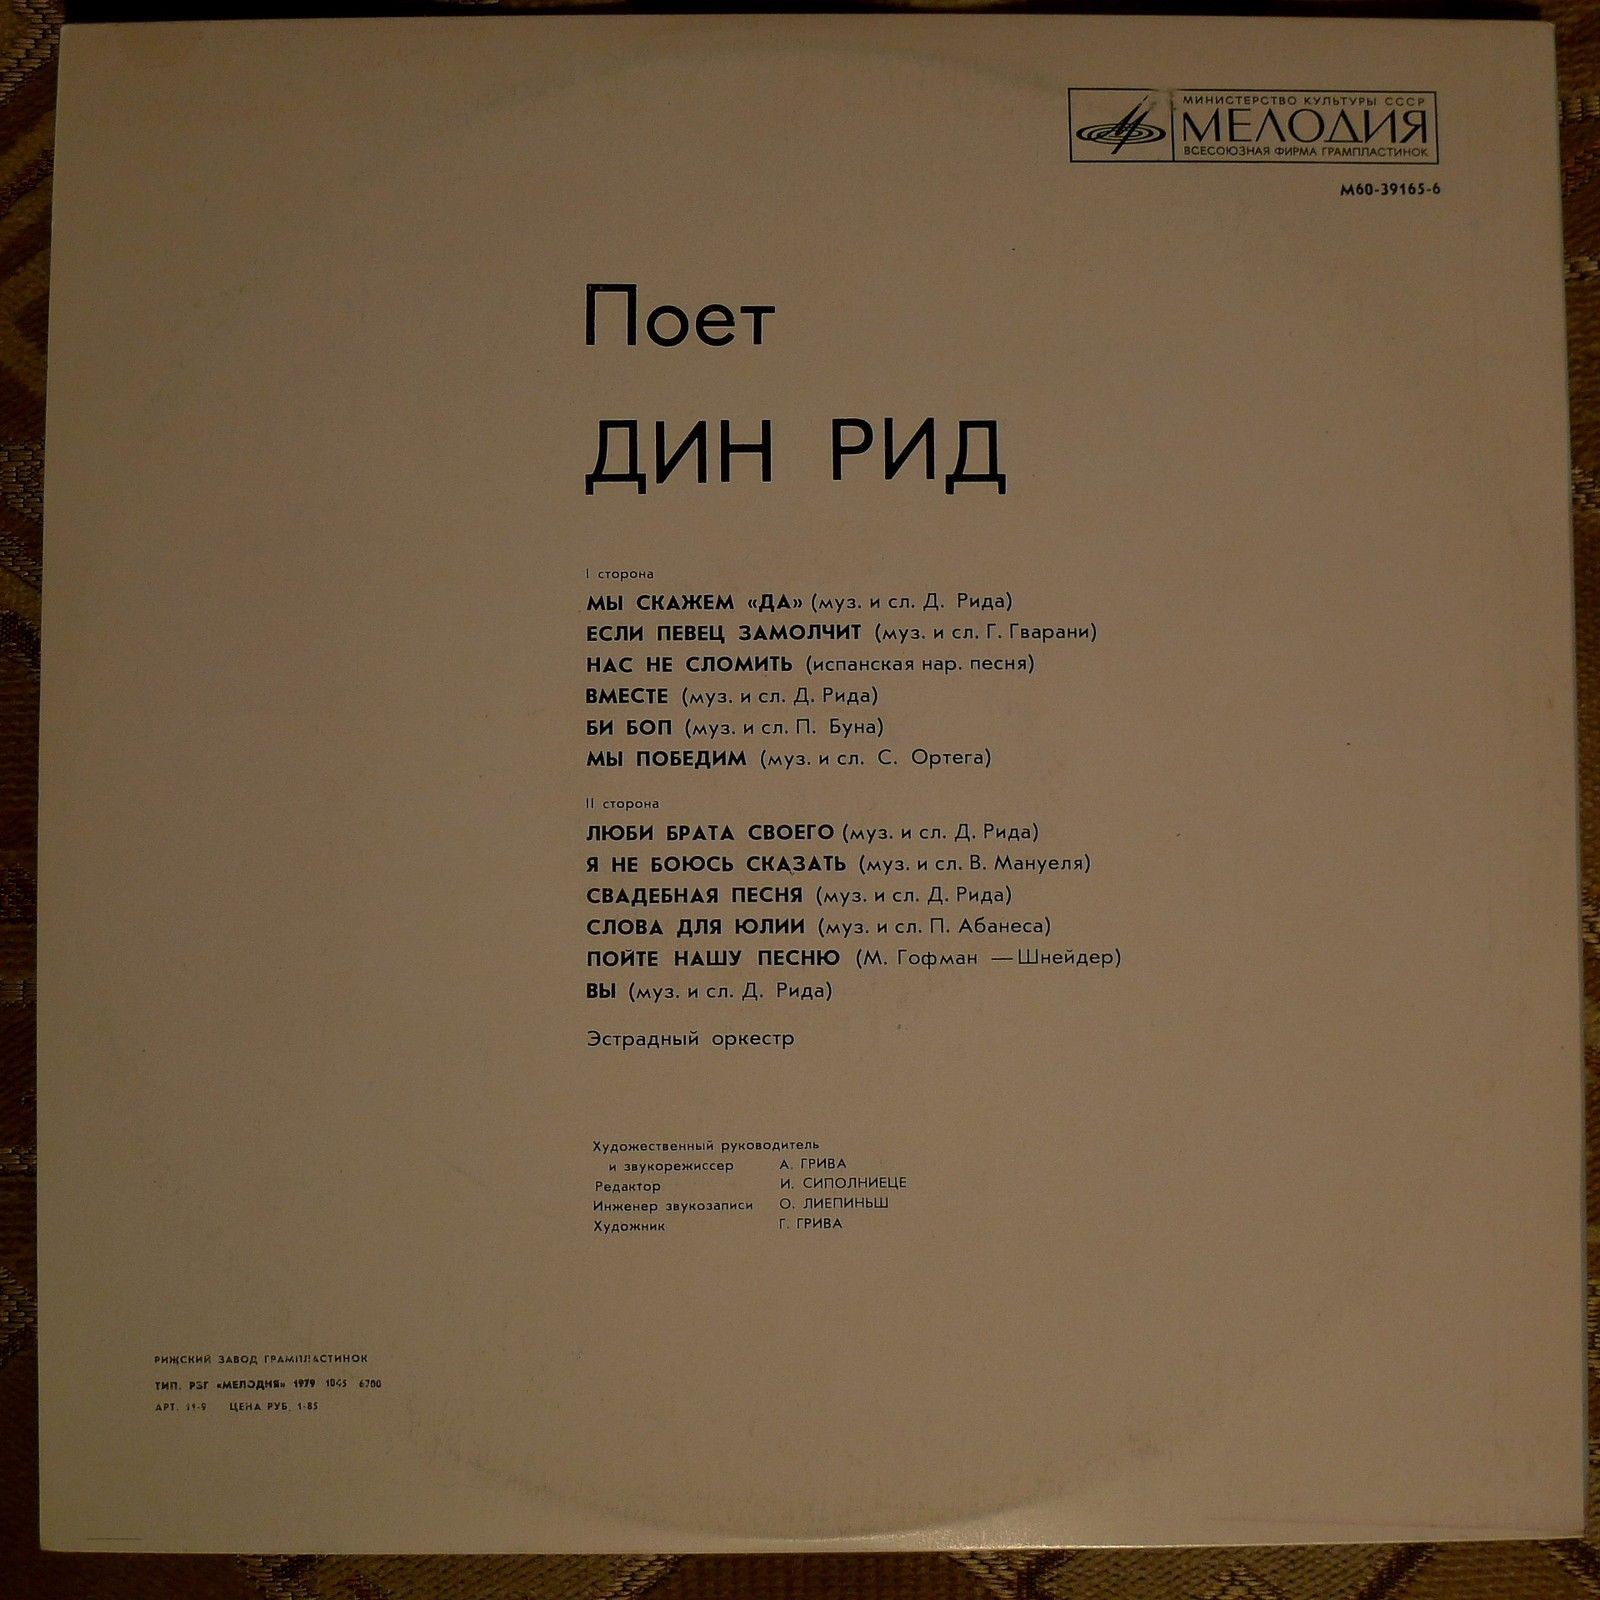 МИНИСТЕРСТВО КУЛЬТУРЫ СССР
МЕЛОДИЯ
ВСЕСОЮЗНАЯ ФИРМА ГРАМПЛАСТИНОК
М60-39165-6
Поет
ДИН РИД
I сторона
МЫ СКАЖЕМ «ДА» (муз. и сл. Д. Рида)
ЕСЛИ ПЕВЕЦ ЗАМОЛЧИТ (муз. и сл. Г. Гварани)
НАС НЕ СЛОМИТЬ (испанская нар. песня)
ВМЕСТЕ (муз. и сл. Д. Рида)
БИ БОП (муз. и сл. П. Буна)
МЫ ПОБЕДИМ (муз. и сл. С. Ортега)
II сторона
ЛЮБИ БРАТА СВОЕГО (муз. и сл. Д. Рида)
Я НЕ БОЮСЬ СКАЗАТЬ (муз. и сл. В. Мануеля)
СВАДЕБНАЯ ПЕСНЯ (муз. и сл. Д. Рида)
СЛОВА ДЛЯ ЮЛИИ (муз. и сл. П. Абанеса)
ПОЙТЕ НАШУ ПЕСНЮ (М. Гофман — Шнейдер)
ВЫ (муз. и сл. Д. Рида)
Эстрадный оркестр
Художественный руководитель
и звукорежиссер А. ГРИВА
Редактор И. СИПОЛНИЕЦЕ
Инженер звукозаписи О. ЛИЕПИНЬШ
Художник Г. ГРИВА
РИЖСКИЙ ЗАВОД ГРАМПЛАСТИНОК
ТИП. РЗГ «МЕЛОДИЯ» 1979 6700
АРТ. ЦЕНА РУБ. 1-85